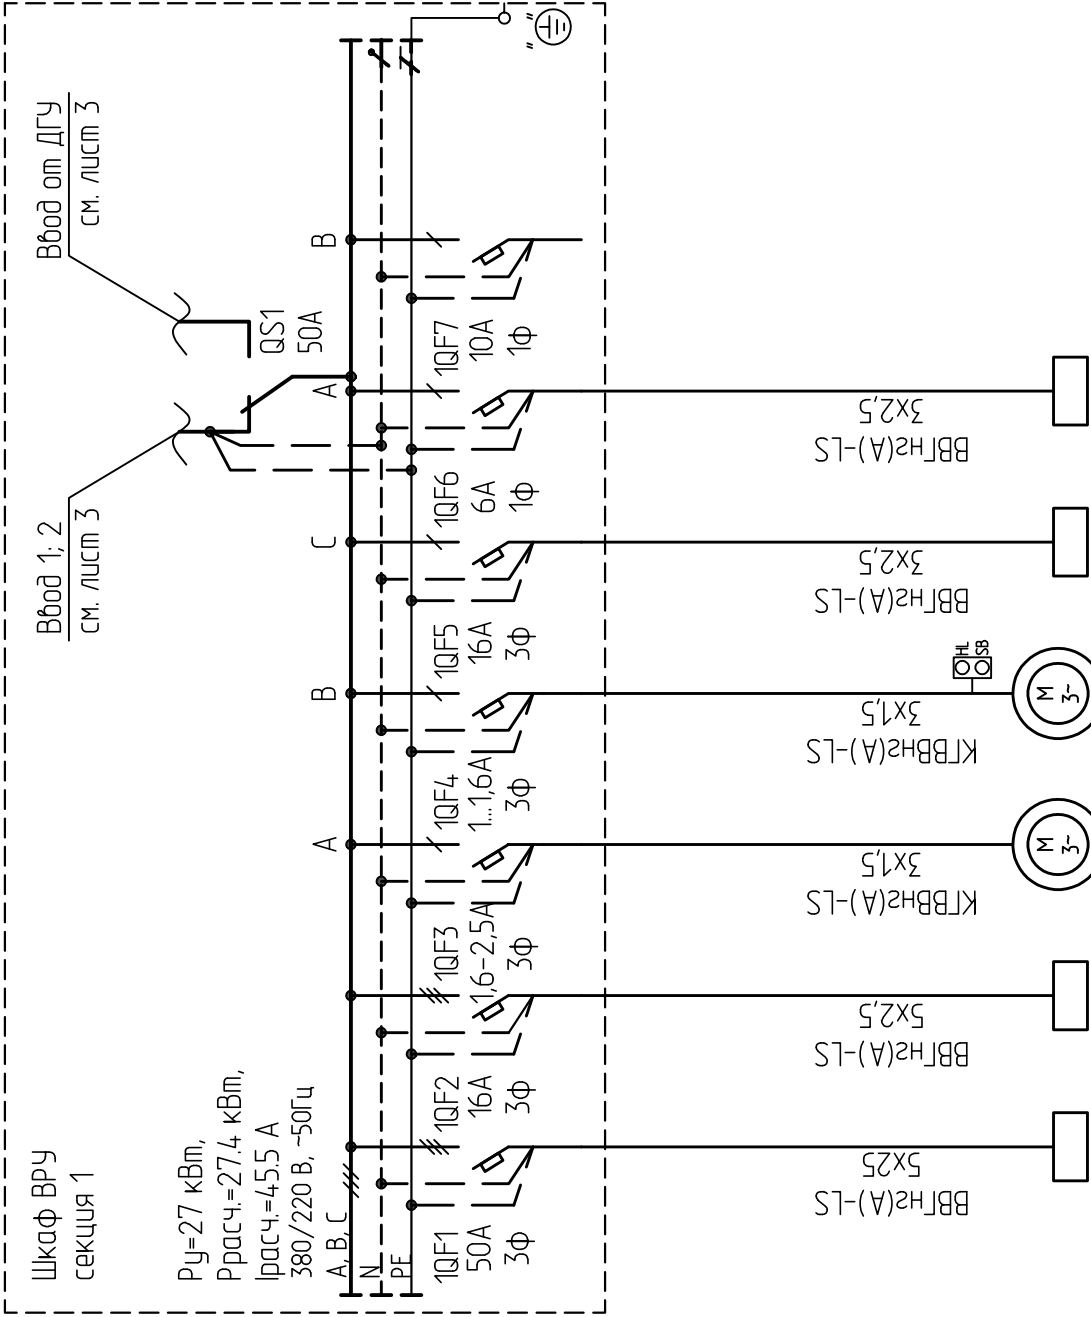 Шкаф ВРУ
секция 1
Ввод 1; 2
см. лист 3
Ввод от ДГУ
см. лист 3
Ру=27 кВт,
Ррасч.=27.4 кВт,
Iрасч.=45.5 А
380/220 В, ~50Гц
QS1
50А
А, В, С
N
PE
А
В
С
А
В
1QF1
50А
3ф
1QF2
16А
3ф
1QF3
1,6-2,5А
3ф
1QF4
1...1,6А
3ф
1QF5
16А
3ф
1QF6
6А
1ф
1QF7
10А
1ф
ВВГнг(А)-LS
5х25
ВВГнг(А)-LS
5х2,5
КГВВнг(А)-LS
3х1,5
КГВВнг(А)-LS
3х1,5
ВВГнг(А)-LS
3х2,5
ВВГнг(А)-LS
3х2,5
HL
SB
М
3~
М
3~